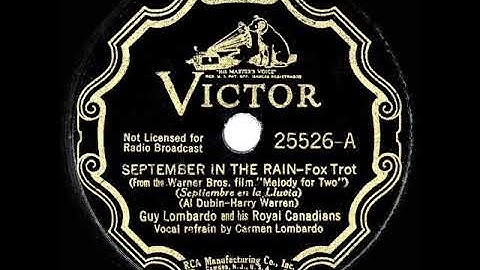 "HIS MASTER'S VOICE"
VICTOR
Not Licensed for
Radio Broadcast
25526-A
SEPTEMBER IN THE RAIN-Fox Trot
(From the Warner Bros. film "Melody for Two")
(Septiembre en la Lluvia)
(Al Dubin-Harry Warren)
Guy Lombardo and his Royal Canadians
Vocal refrain by Carmen Lombardo
RCA Manufacturing Co., Inc.
CAMDEN, N. J., U. S. A.